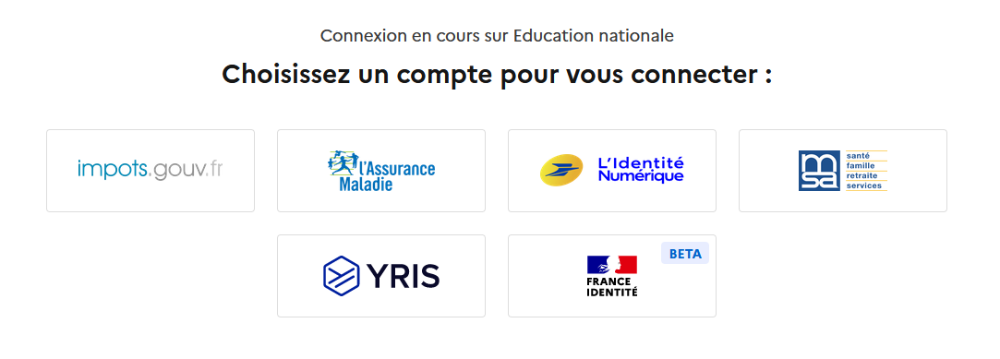 Connexion en cours sur Education nationale
Choisissez un compte pour vous connecter :
impots.gouv.fr
l'Assurance
Maladie
L'Identité
Numérique
msa
santé
famille
retraite
services
YRIS
BETA
FRANCE
IDENTITÉ